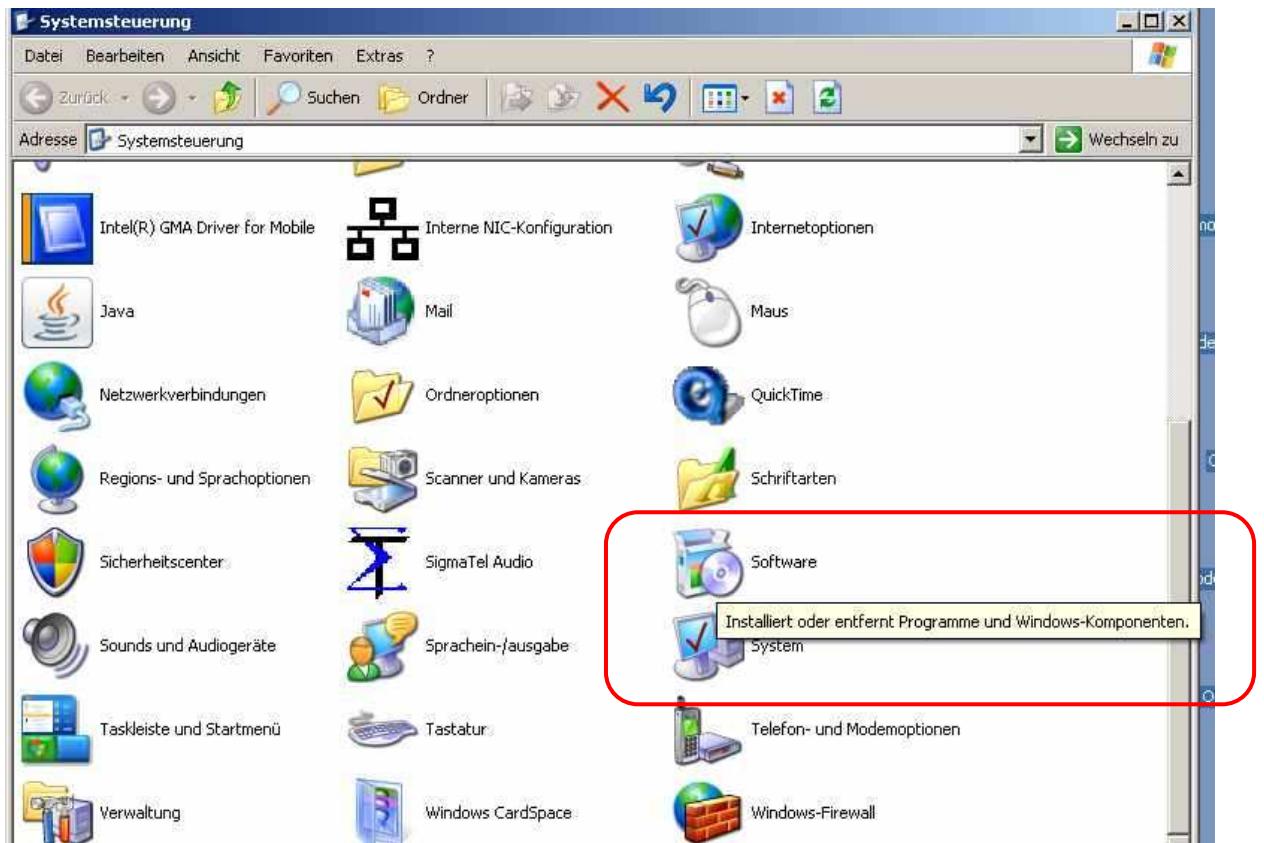 Systemsteuerung
Datei Bearbeiten Ansicht Favoriten Extras ?
Zurück Suchen Ordner
Adresse Systemsteuerung Wechseln zu
Intel(R) GMA Driver for Mobile Interne NIC-Konfiguration Internetoptionen
Java Mail Maus
Netzwerkverbindungen Ordneroptionen QuickTime
Regions- und Sprachoptionen Scanner und Kameras Schriftarten
Sicherheitscenter SigmaTel Audio Software
Installiert oder entfernt Programme und Windows-Komponenten.
Sounds und Audiogeräte Sprachein-/ausgabe System
Taskleiste und Startmenü Tastatur Telefon- und Modemoptionen
Verwaltung Windows CardSpace Windows-Firewall